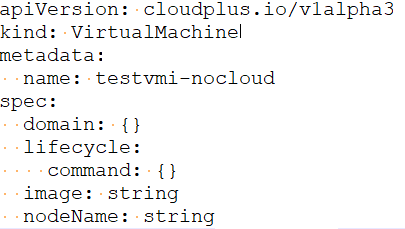 apiVersion: cloudplus.io/v1alpha3
kind: VirtualMachine
metadata:
  name: testvmi-nocloud
spec:
  domain: {}
  lifecycle:
    command: {}
  image: string
  nodeName: string